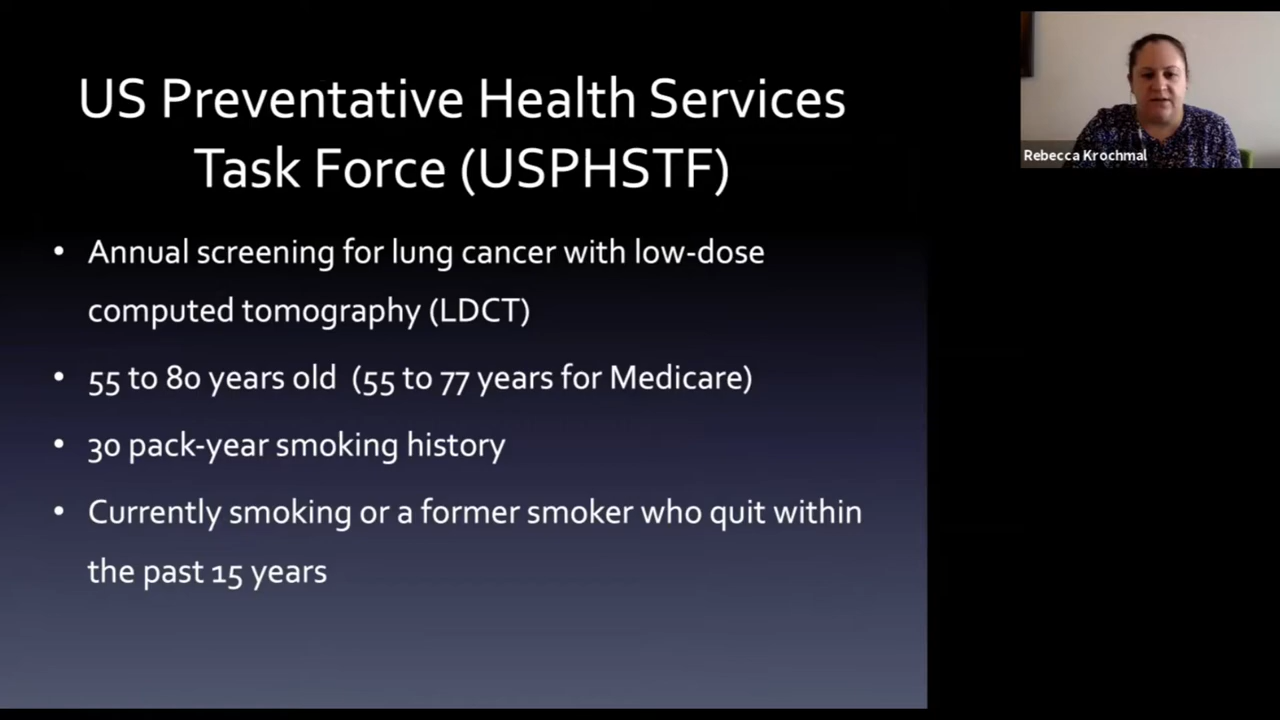 US Preventative Health Services
Task Force (USPHSTF)
• Annual screening for lung cancer with low-dose
computed tomography (LDCT)
• 55 to 80 years old (55 to 77 years for Medicare)
• 30 pack-year smoking history
• Currently smoking or a former smoker who quit within
the past 15 years
Rebecca Krochmal